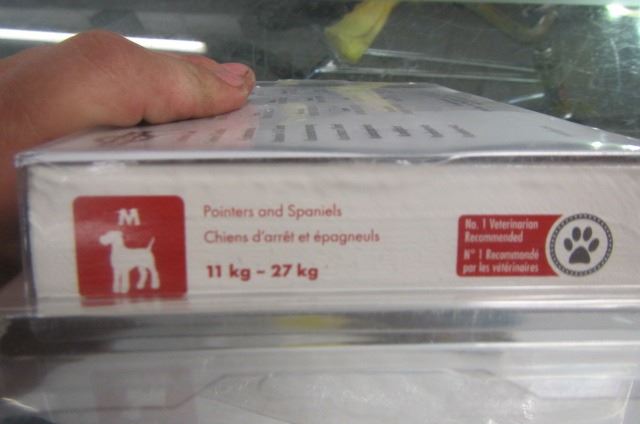 M
Pointers and Spaniels
Chiens d'arrêt et épagneuls
11 kg – 27 kg
No. 1 Veterinarian
Recommended
N° 1 Recommandé
par les vétérinaires